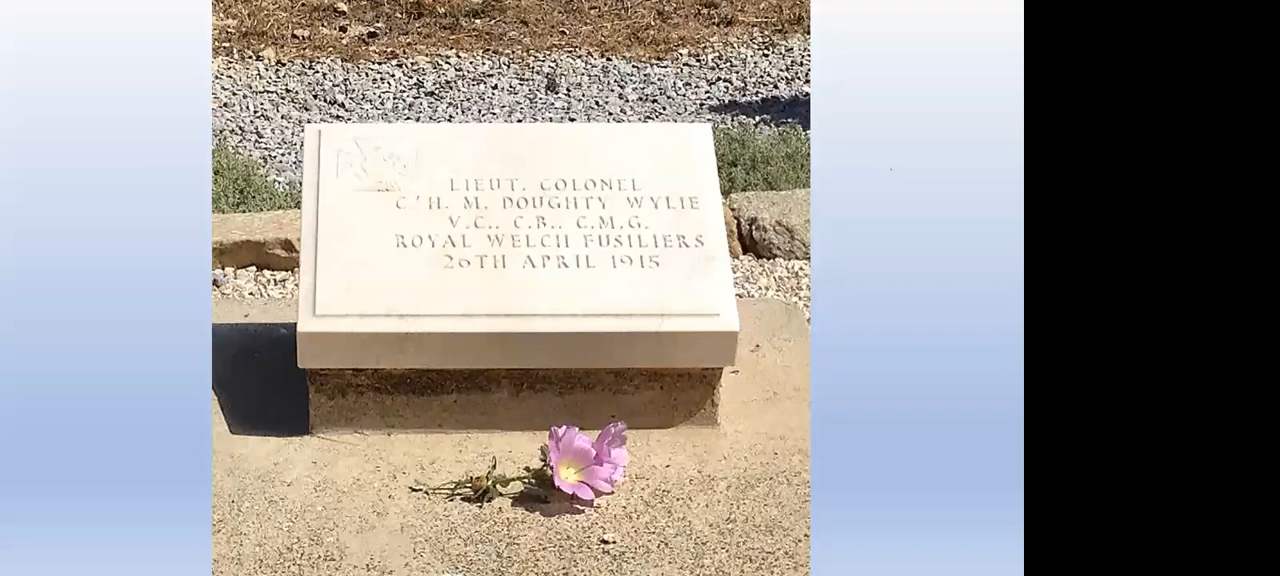 LIEUT. COLONEL
C. H. M. DOUGHTY WYLIE
V.C., C.B., C.M.G.
ROYAL WELCH FUSILIERS
26TH APRIL 1915